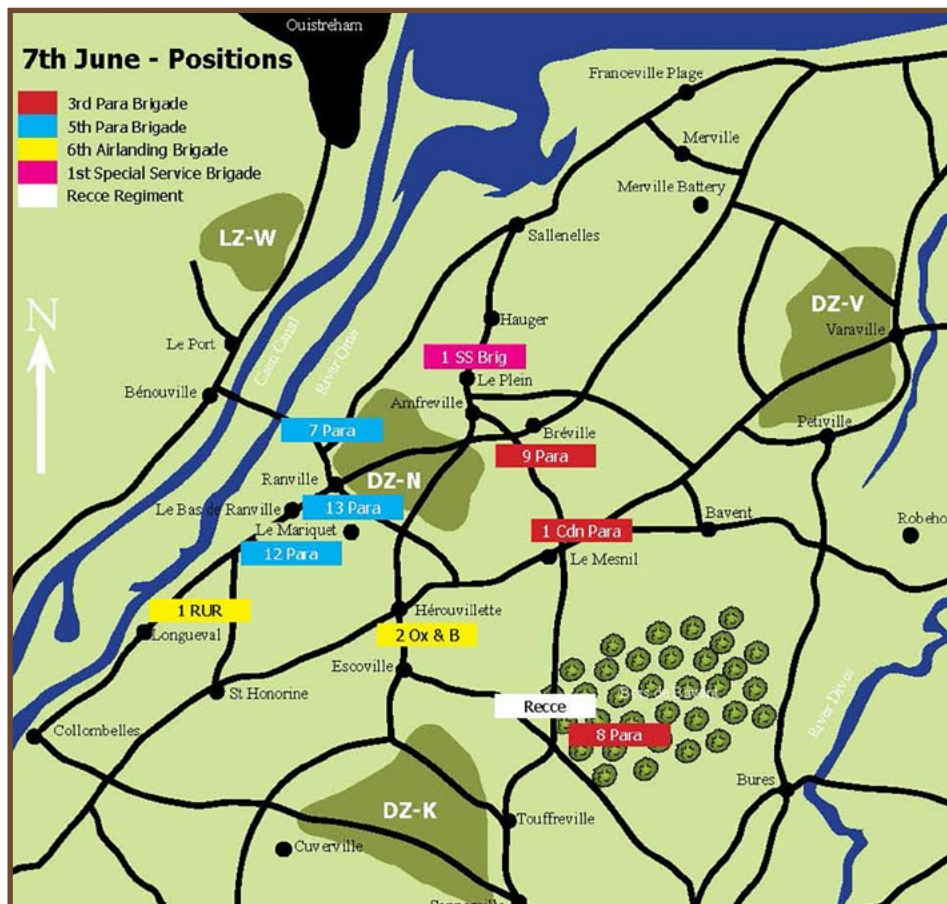 Ouistreham
7th June - Positions
3rd Para Brigade
5th Para Brigade
6th Airlanding Brigade
1st Special Service Brigade
Recce Regiment
Franceville Plage
Merville
Merville Battery
LZ-W
Sallenelles
N
DZ-V
Hauger
Varaville
Le Port
Caen Canal
River Orne
1 SS Brig
Le Plein
Bénouville
Amfreville
Petiville
7 Para
Bréville
9 Para
Ranville
DZ-N
Le Bas de Ranville
13 Para
Bavent
Le Mariquet
1 Cdn Para
Robeho
12 Para
Le Mesnil
1 RUR
Hérouvillette
Longueval
2 Ox & B
Escoville
St Honorine
Bois de Bavent
River Dives
Recce
Collombelles
8 Para
Bures
DZ-K
Touffreville
Cuverville